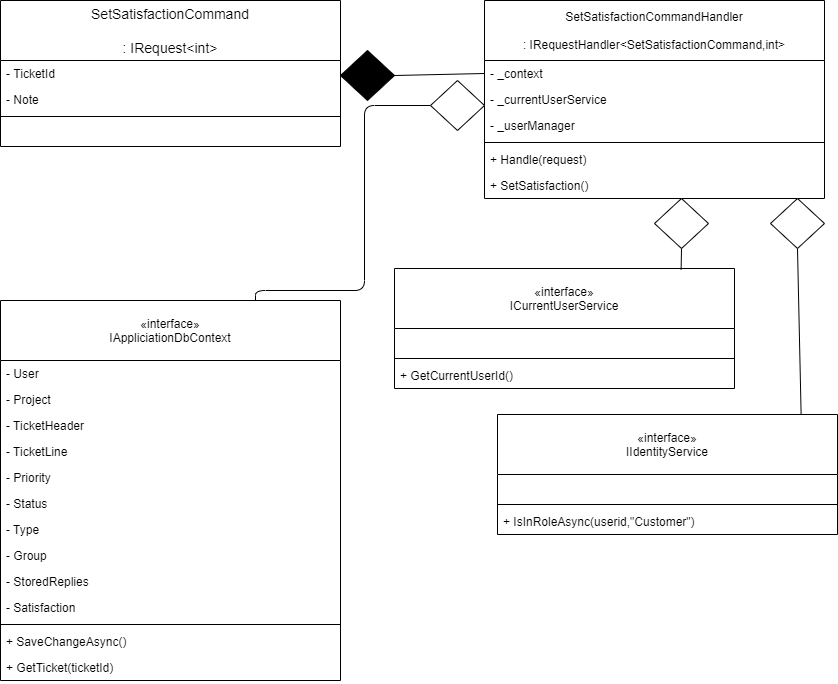 SetSatisfactionCommand
: IRequest<int>
- TicketId
- Note
SetSatisfactionCommandHandler
: IRequestHandler<SetSatisfactionCommand,int>
- _context
- _currentUserService
- _userManager
+ Handle(request)
+ SetSatisfaction()
«interface»
ICurrentUserService
+ GetCurrentUserId()
«interface»
IAppliciationDbContext
- User
- Project
- TicketHeader
- TicketLine
- Priority
- Status
- Type
- Group
- StoredReplies
- Satisfaction
+ SaveChangeAsync()
+ GetTicket(ticketId)
«interface»
IIdentityService
+ IsInRoleAsync(userid,"Customer")